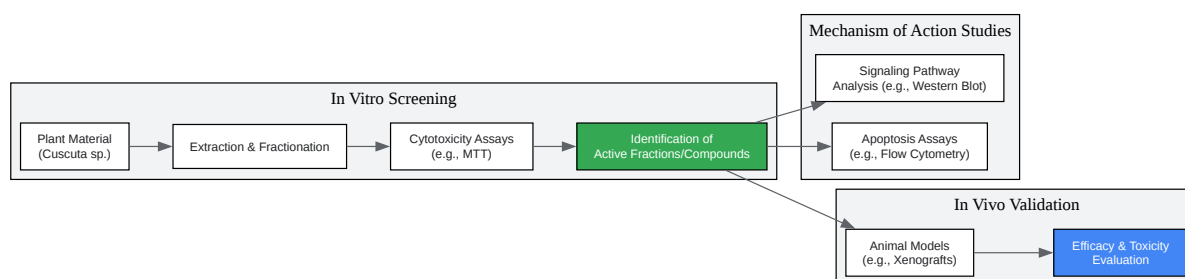 In Vitro Screening
Plant Material
(Cuscuta sp.)
Extraction & Fractionation
Cytotoxicity Assays
(e.g., MTT)
Identification of
Active Fractions/Compounds
Mechanism of Action Studies
Signaling Pathway
Analysis (e.g., Western Blot)
Apoptosis Assays
(e.g., Flow Cytometry)
In Vivo Validation
Animal Models
(e.g., Xenografts)
Efficacy & Toxicity
Evaluation